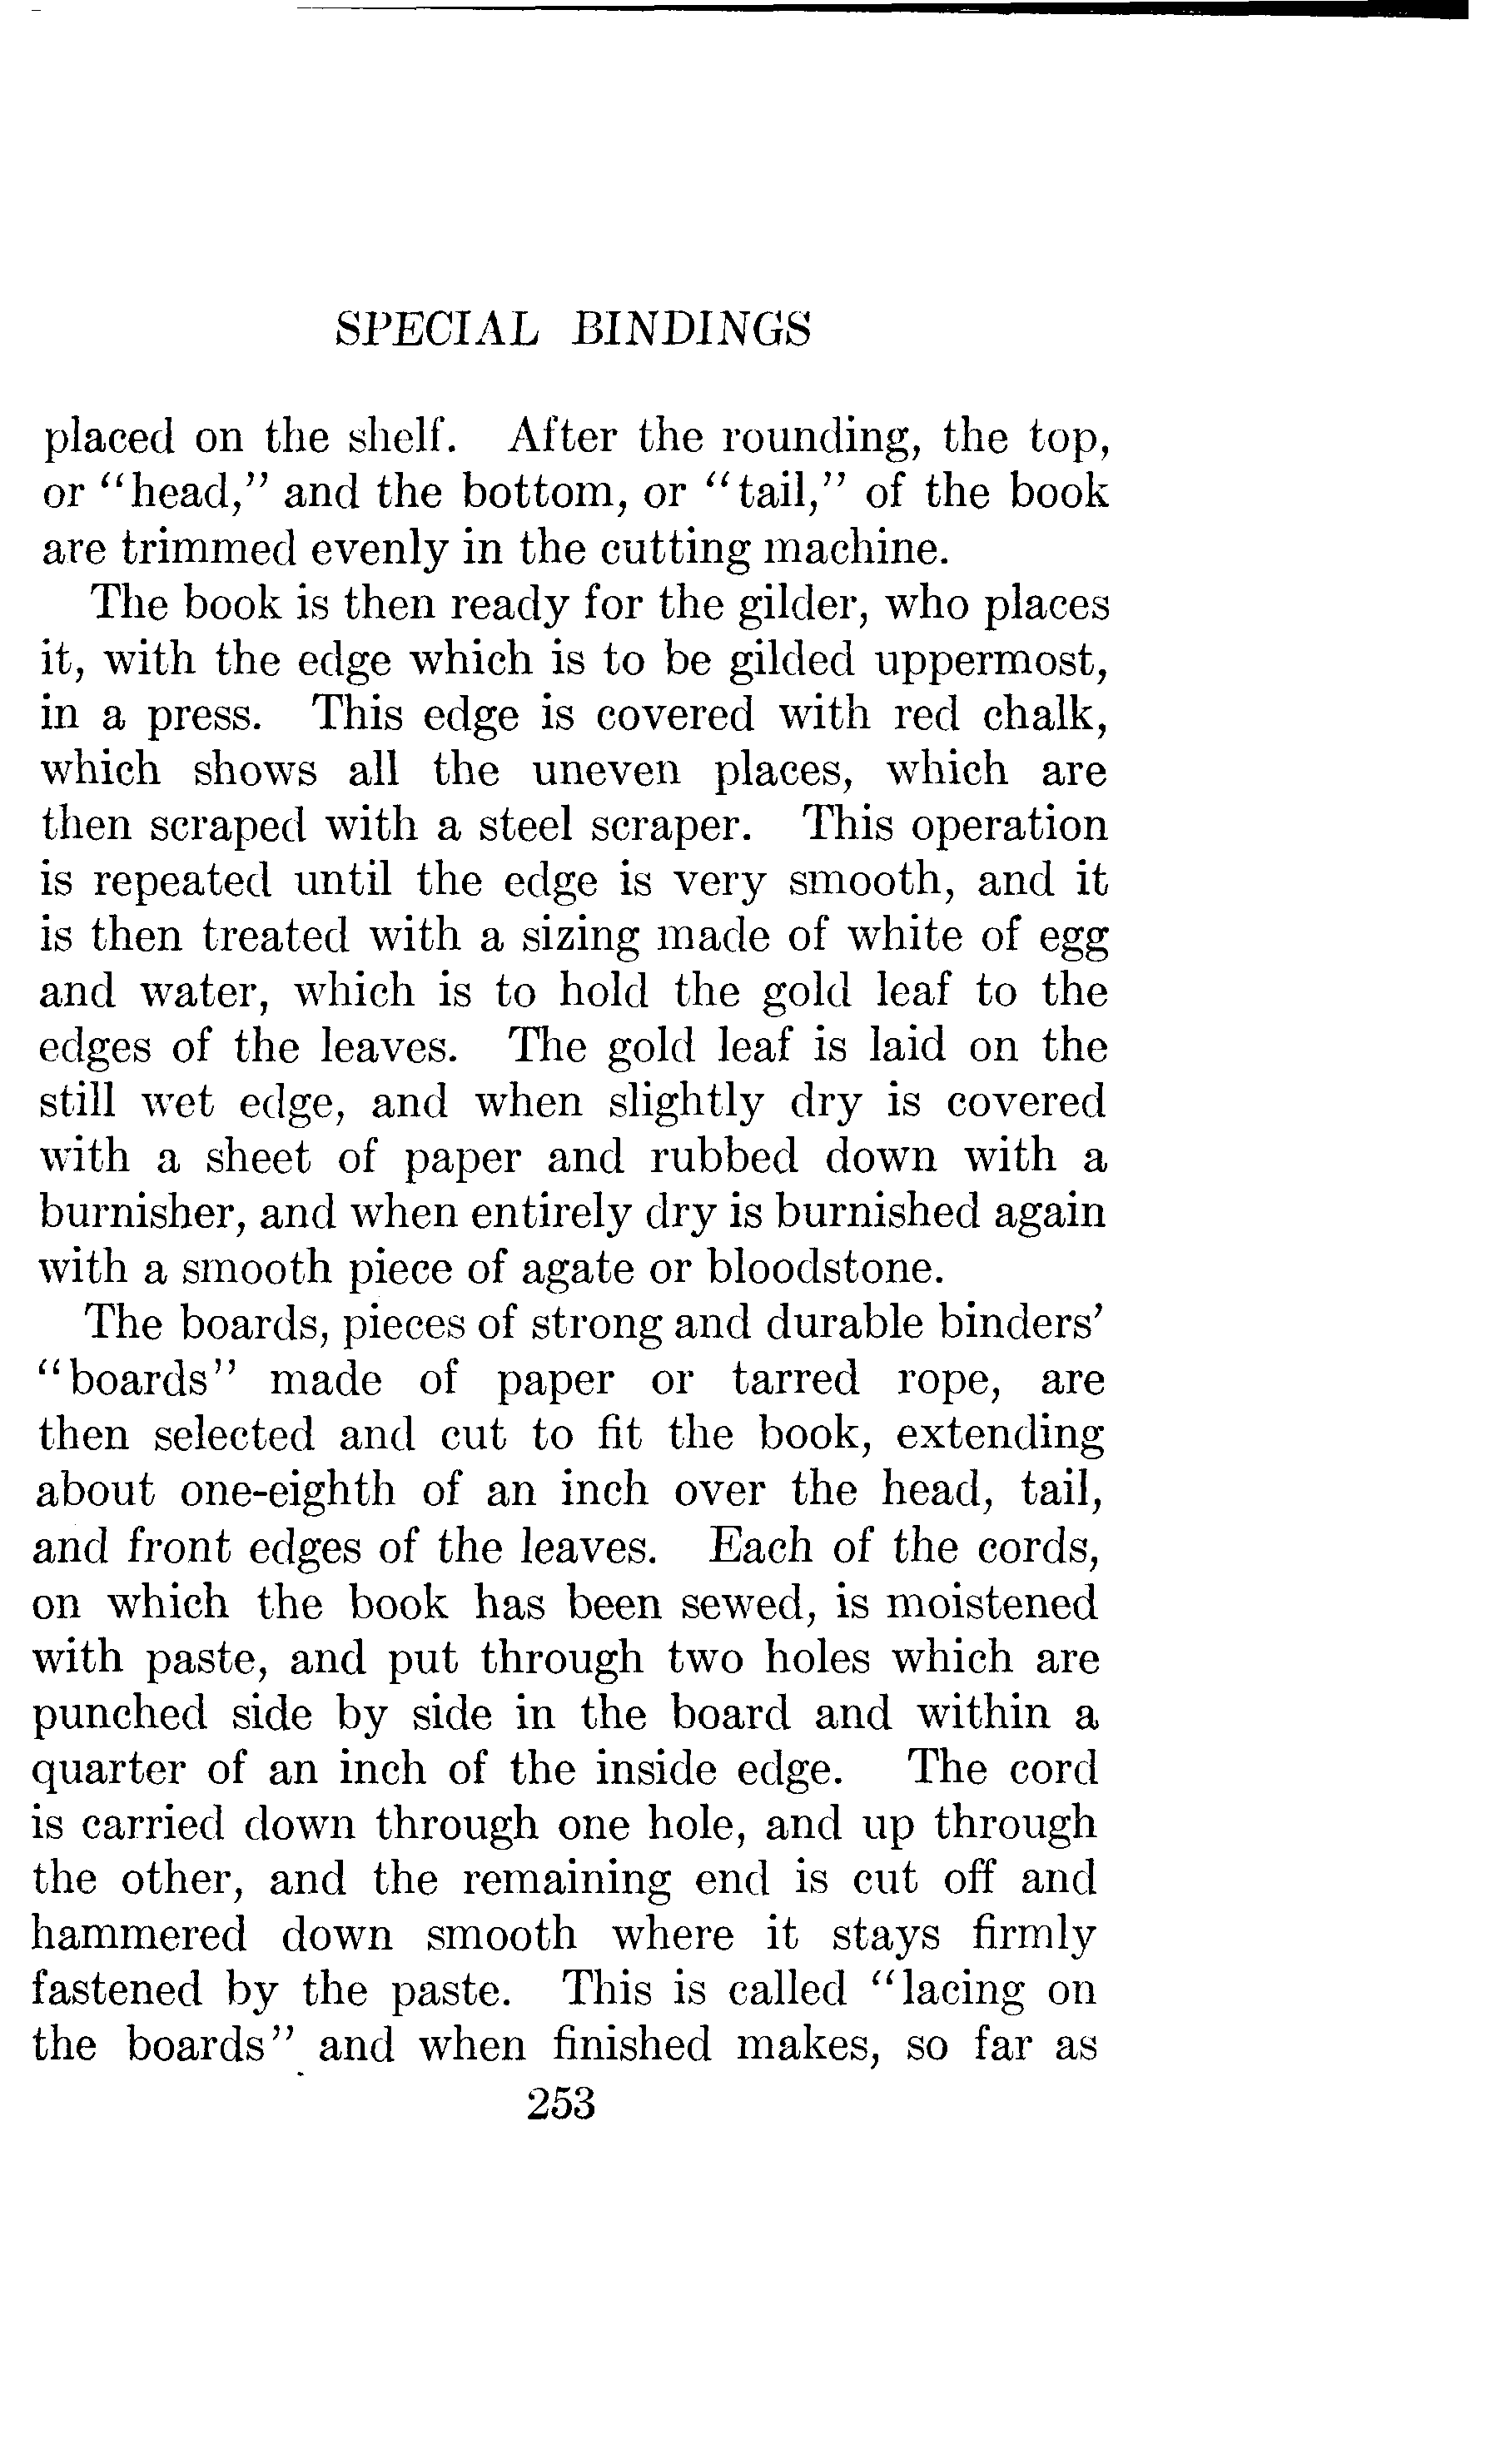 SPECIAL BINDINGS
placed on the shelf. After the rounding, the top,
or "head," and the bottom, or "tail," of the book
are trimmed evenly in the cutting machine.
The book is then ready for the gilder, who places
it, with the edge which is to be gilded uppermost,
in a press. This edge is covered with red chalk,
which shows all the uneven places, which are
then scraped with a steel scraper. This operation
is repeated until the edge is very smooth, and it
is then treated with a sizing made of white of egg
and water, which is to hold the gold leaf to the
edges of the leaves. The gold leaf is laid on the
still wet edge, and when slightly dry is covered
with a sheet of paper and rubbed down with a
burnisher, and when entirely dry is burnished again
with a smooth piece of agate or bloodstone.
The boards, pieces of strong and durable binders'
"boards" made of paper or tarred rope, are
then selected and cut to fit the book, extending
about one-eighth of an inch over the head, tail,
and front edges of the leaves. Each of the cords,
on which the book has been sewed, is moistened
with paste, and put through two holes which are
punched side by side in the board and within a
quarter of an inch of the inside edge. The cord
is carried down through one hole, and up through
the other, and the remaining end is cut off and
hammered down smooth where it stays firmly
fastened by the paste. This is called "lacing on
the boards" and when finished makes, so far as
253